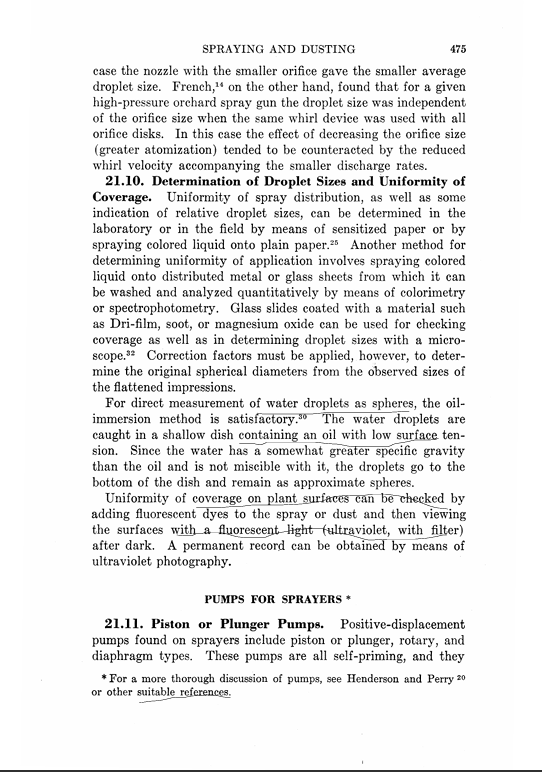 SPRAYING AND DUSTING 475
case the nozzle with the smaller orifice gave the smaller average
droplet size. French,¹⁴ on the other hand, found that for a given
high-pressure orchard spray gun the droplet size was independent
of the orifice size when the same whirl device was used with all
orifice disks. In this case the effect of decreasing the orifice size
(greater atomization) tended to be counteracted by the reduced
whirl velocity accompanying the smaller discharge rates.
21.10. Determination of Droplet Sizes and Uniformity of
Coverage. Uniformity of spray distribution, as well as some
indication of relative droplet sizes, can be determined in the
laboratory or in the field by means of sensitized paper or by
spraying colored liquid onto plain paper.²⁵ Another method for
determining uniformity of application involves spraying colored
liquid onto distributed metal or glass sheets from which it can
be washed and analyzed quantitatively by means of colorimetry
or spectrophotometry. Glass slides coated with a material such
as Dri-film, soot, or magnesium oxide can be used for checking
coverage as well as in determining droplet sizes with a micro-
scope.³² Correction factors must be applied, however, to deter-
mine the original spherical diameters from the observed sizes of
the flattened impressions.
For direct measurement of water droplets as spheres, the oil-
immersion method is satisfactory.³⁰ The water droplets are
caught in a shallow dish containing an oil with low surface ten-
sion. Since the water has a somewhat greater specific gravity
than the oil and is not miscible with it, the droplets go to the
bottom of the dish and remain as approximate spheres.
Uniformity of coverage on plant surfaces can be checked by
adding fluorescent dyes to the spray or dust and then viewing
the surfaces with a fluorescent light (ultraviolet, with filter)
after dark. A permanent record can be obtained by means of
ultraviolet photography.
PUMPS FOR SPRAYERS *
21.11. Piston or Plunger Pumps. Positive-displacement
pumps found on sprayers include piston or plunger, rotary, and
diaphragm types. These pumps are all self-priming, and they
* For a more thorough discussion of pumps, see Henderson and Perry ²⁰
or other suitable references.